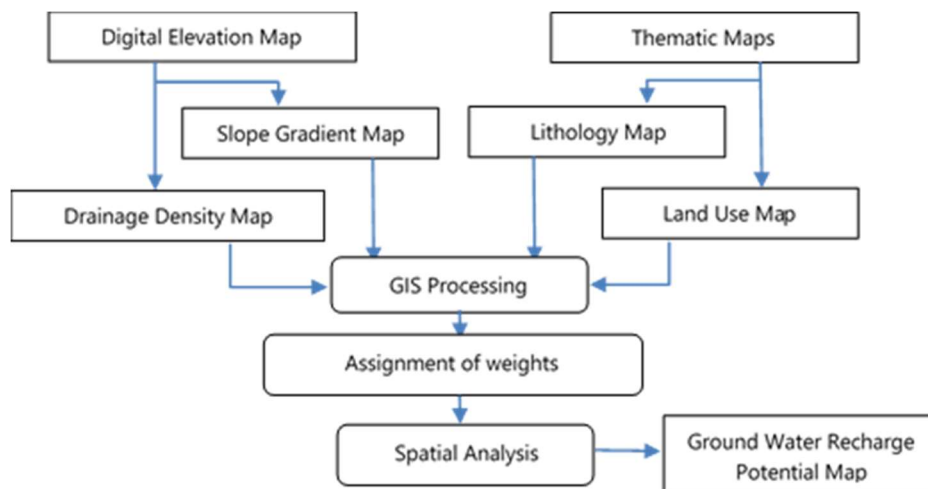 Digital Elevation Map
Thematic Maps
Slope Gradient Map
Lithology Map
Drainage Density Map
Land Use Map
GIS Processing
Assignment of weights
Spatial Analysis
Ground Water Recharge
Potential Map